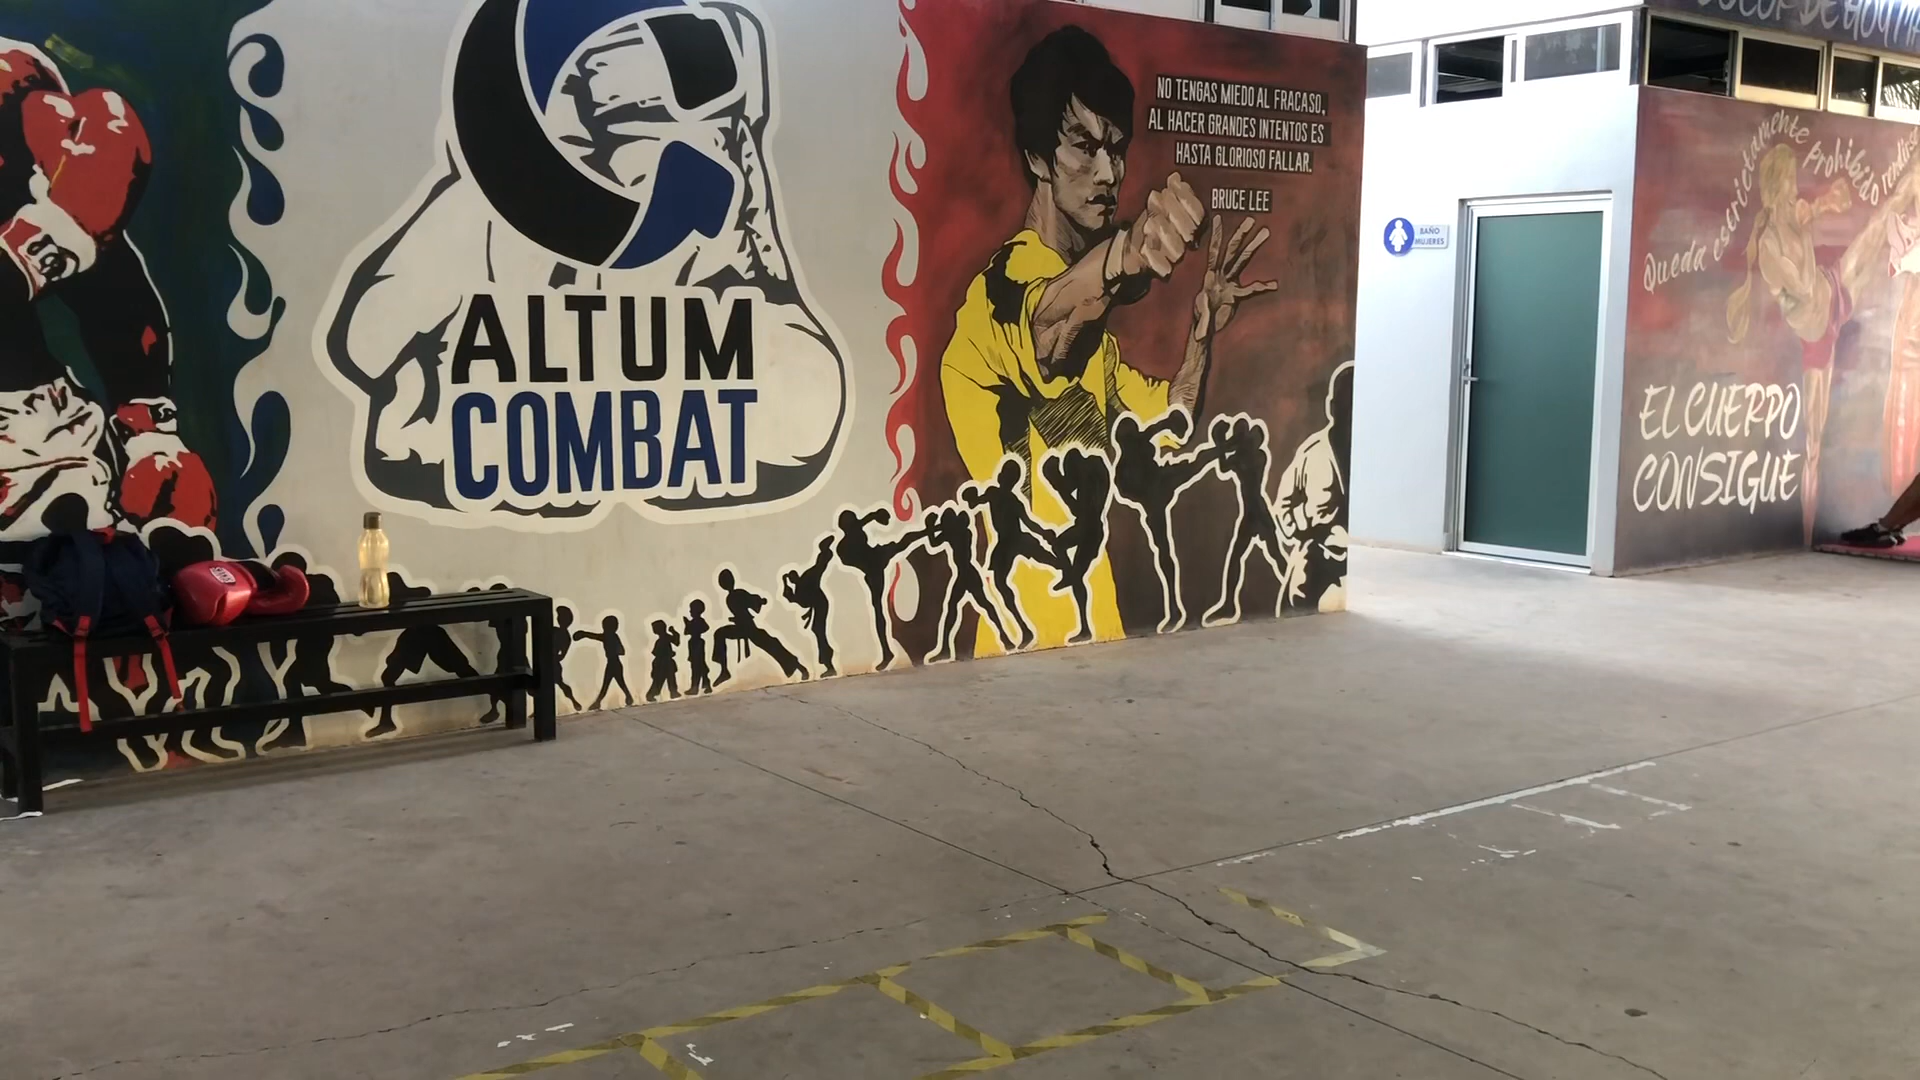 ALTUM
COMBAT
NO TENGAS MIEDO AL FRACASO,
AL HACER GRANDES INTENTOS ES
HASTA GLORIOSO FALLAR.
BRUCE LEE
BAÑO
MUJERES
Queda estrictamente prohibido rendirse
EL CUERPO
CONSIGUE